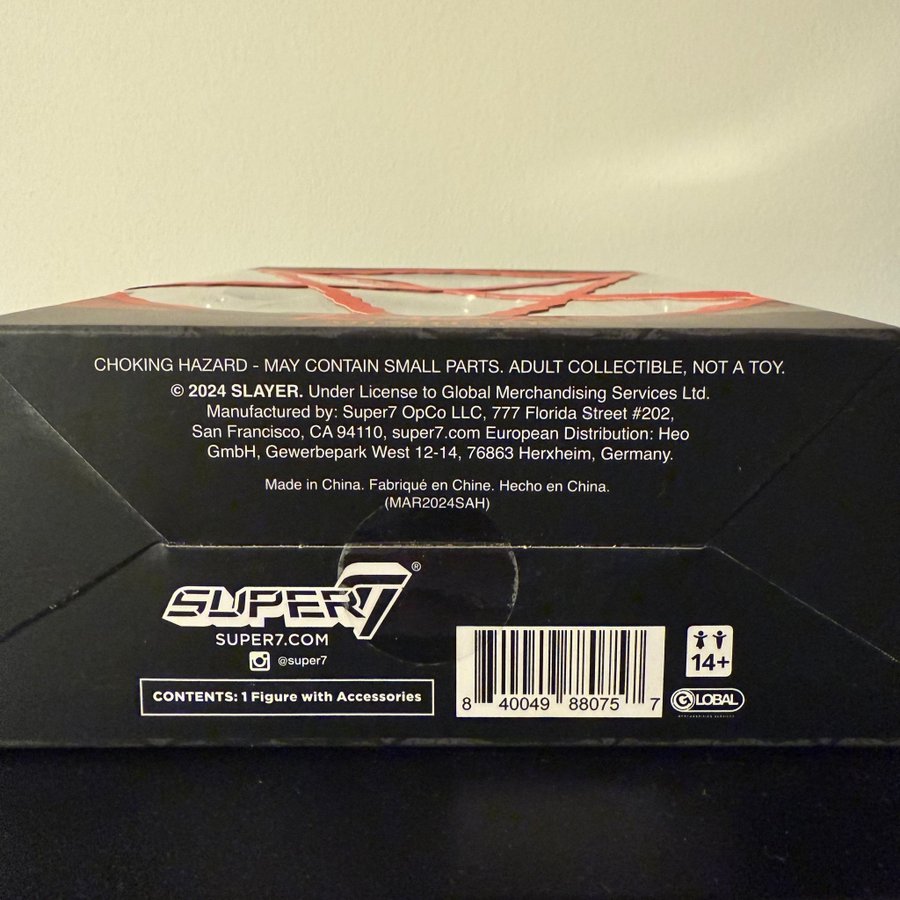 CHOKING HAZARD - MAY CONTAIN SMALL PARTS. ADULT COLLECTIBLE, NOT A TOY.
© 2024 SLAYER. Under License to Global Merchandising Services Ltd.
Manufactured by: Super7 OpCo LLC, 777 Florida Street #202,
San Francisco, CA 94110, super7.com European Distribution: Heo
GmbH, Gewerbepark West 12-14, 76863 Herxheim, Germany.
Made in China. Fabriqué en Chine. Hecho en China.
(MAR2024SAH)
SUPER7®
SUPER7.COM
@super7
CONTENTS: 1 Figure with Accessories
8 40049 88075 7
14+
GLOBAL
MERCHANDISING SERVICES